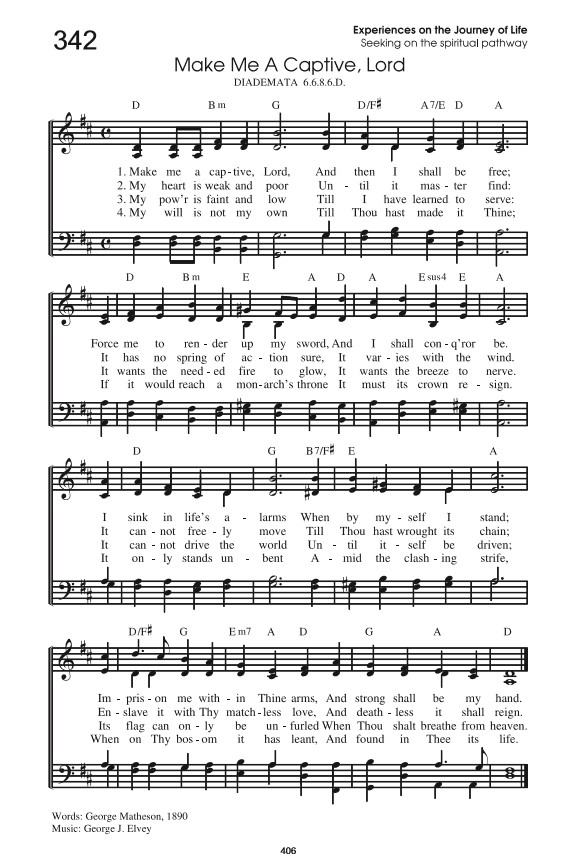 342
Experiences on the Journey of Life
Seeking on the spiritual pathway
Make Me A Captive, Lord
DIADEMATA 6.6.8.6.D.
D Bm G D/F♯ A7/E D A
1. Make me a cap-tive, Lord, And then I shall be free;
2. My heart is weak and poor Un - til it mas - ter find:
3. My pow'r is faint and low Till I have learned to serve:
4. My will is not my own Till Thou hast made it Thine;
D Bm E A D A Esus4 E A
Force me to ren - der up my sword, And I shall con - q'ror be.
It has no spring of ac - tion sure, It var - ies with the wind.
It wants the need - ed fire to glow, It wants the breeze to nerve.
If it would reach a mon - arch's throne It must its crown re - sign.
D G B7/F♯ E A
I sink in life's a - larms When by my - self I stand;
It can - not free - ly move Till Thou hast wrought its chain;
It can - not drive the world Un - til it - self be driven;
It on - ly stands un - bent A - mid the clash - ing strife,
D/F♯ G Em7 A D G A D
Im - pris - on me with - in Thine arms, And strong shall be my hand.
En - slave it with Thy match - less love, And death - less it shall reign.
Its flag can on - ly be un - furled When Thou shalt breathe from heaven.
When on Thy bos - om it has leant, And found in Thee its life.
Words: George Matheson, 1890
Music: George J. Elvey
406